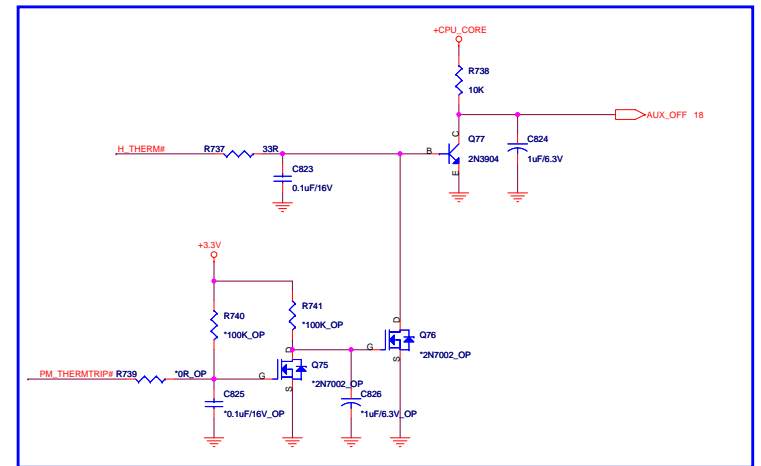 +CPU_CORE
R738
10K
AUX_OFF 18
C
Q77
C824
H_THERM#
R737
33R
B
2N3904
1uF/6.3V
C823
E
0.1uF/16V
+3.3V
R741
R740
*100K_OP
*100K_OP
D
Q76
G
*2N7002_OP
D
S
Q75
PM_THERMTRIP#
R739
*0R_OP
G
*2N7002_OP
S
C825
C826
*0.1uF/16V_OP
*1uF/6.3V_OP